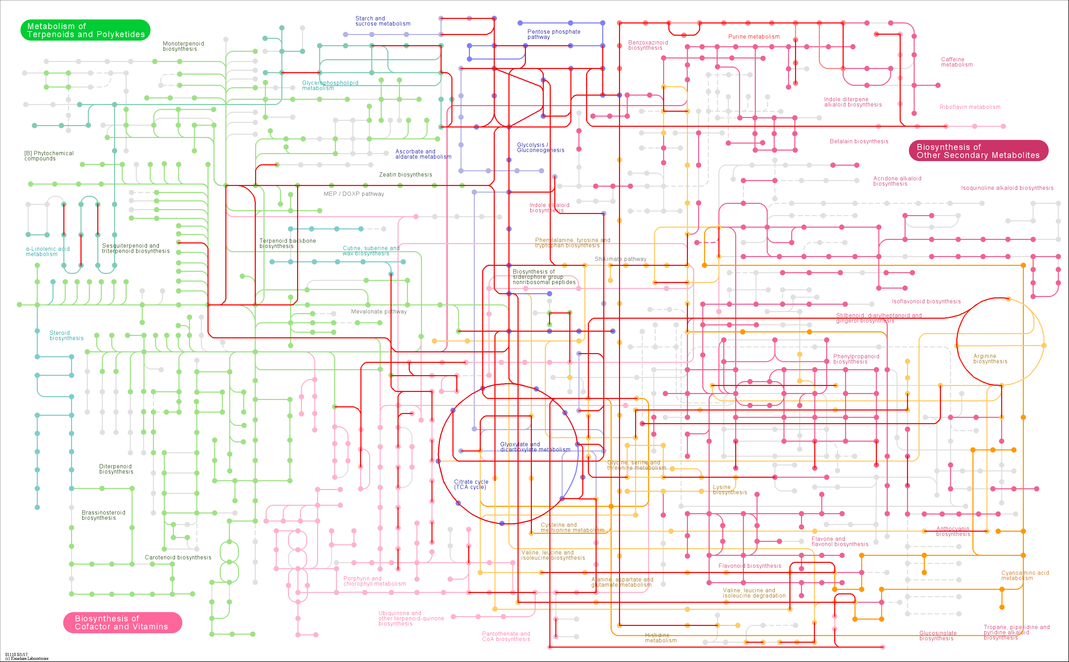 Metabolism of
Terpenoids and Polyketides
Starch and
sucrose metabolism
Pentose phosphate
pathway
Benzoxazinoid
biosynthesis
Purine metabolism
Monoterpenoid
biosynthesis
Caffeine
metabolism
Glycerophospholipid
metabolism
Indole diterpene
alkaloid biosynthesis
Riboflavin metabolism
Betalain biosynthesis
Biosynthesis of
Other Secondary Metabolites
[B] Phytochemical
compounds
Ascorbate and
aldarate metabolism
Glycolysis /
Gluconeogenesis
Zeatin biosynthesis
Acridone alkaloid
biosynthesis
Isoquinoline alkaloid biosynthesis
MEP / DOXP pathway
Indole alkaloid
biosynthesis
α-Linolenic acid
metabolism
Sesquiterpenoid and
triterpenoid biosynthesis
Terpenoid backbone
biosynthesis
Cutine, suberine and
wax biosynthesis
Phenylalanine, tyrosine and
tryptophan biosynthesis
Shikimate pathway
Biosynthesis of
siderophore group
nonribosomal peptides
Isoflavonoid biosynthesis
Mevalonate pathway
Stilbenoid, diarylheptanoid and
gingerol biosynthesis
Steroid
biosynthesis
Phenylpropanoid
biosynthesis
Arginine
biosynthesis
Glyoxylate and
dicarboxylate metabolism
Diterpenoid
biosynthesis
Glycine, serine and
threonine metabolism
Citrate cycle
(TCA cycle)
Lysine
biosynthesis
Brassinosteroid
biosynthesis
Cysteine and
methionine metabolism
Anthocyanin
biosynthesis
Flavone and
flavonol biosynthesis
Carotenoid biosynthesis
Valine, leucine and
isoleucine biosynthesis
Flavonoid biosynthesis
Porphyrin and
chlorophyll metabolism
Alanine, aspartate and
glutamate metabolism
Cyanoamino acid
metabolism
Valine, leucine and
isoleucine degradation
Biosynthesis of
Cofactor and Vitamins
Ubiquinone and
other terpenoid-quinone
biosynthesis
Pantothenate and
CoA biosynthesis
Histidine
metabolism
Glucosinolate
biosynthesis
Tropane, piperidine and
pyridine alkaloid
biosynthesis
(c) Kanehisa Laboratories